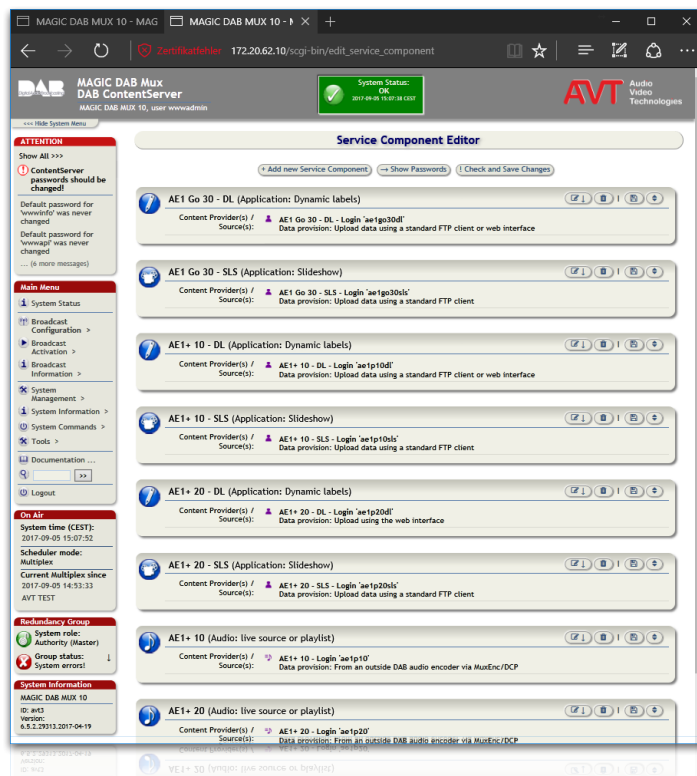 MAGIC DAB MUX 10 - MAG
MAGIC DAB MUX 10 - M
Zertifikatfehler 172.20.62.10/scgi-bin/edit_service_component
DAB
MAGIC DAB Mux
DAB ContentServer
MAGIC DAB MUX 10, user wwwadmin
System Status:
OK
2017-09-05 15:07:38 CEST
AVT
Audio
Video
Technologies
<<< Hide System Menu
ATTENTION
Show All >>>
ContentServer
passwords should be
changed!
Default password for
'wwwinfo' was never
changed
Default password for
'wwwapi' was never
changed
... (6 more messages)
Main Menu
System Status
Broadcast
Configuration >
Broadcast
Activation >
Broadcast
Information >
System
Management >
System Information >
System Commands >
Tools >
Documentation ...
>>
Logout
On Air
System time (CEST):
2017-09-05 15:07:52
Scheduler mode:
Multiplex
Current Multiplex since
2017-09-05 14:53:33
AVT TEST
Redundancy Group
System role:
Authority (Master)
Group status:
System errors!
System Information
MAGIC DAB MUX 10
ID: avt3
Version:
6.5.2.29313.2017-04-19
Service Component Editor
+ Add new Service Component
→ Show Passwords
! Check and Save Changes
AE1 Go 30 - DL (Application: Dynamic labels)
Content Provider(s) / AE1 Go 30 - DL - Login 'ae1go30dl'
Source(s): Data provision: Upload data using a standard FTP client or web interface
AE1 Go 30 - SLS (Application: Slideshow)
Content Provider(s) / AE1 Go 30 - SLS - Login 'ae1go30sls'
Source(s): Data provision: Upload data using a standard FTP client
AE1+ 10 - DL (Application: Dynamic labels)
Content Provider(s) / AE1+ 10 - DL - Login 'ae1p10dl'
Source(s): Data provision: Upload data using a standard FTP client or web interface
AE1+ 10 - SLS (Application: Slideshow)
Content Provider(s) / AE1+ 10 - SLS - Login 'ae1p10sls'
Source(s): Data provision: Upload data using a standard FTP client
AE1+ 20 - DL (Application: Dynamic labels)
Content Provider(s) / AE1+ 20 - DL - Login 'ae1p20dl'
Source(s): Data provision: Upload using the web interface
AE1+ 20 - SLS (Application: Slideshow)
Content Provider(s) / AE1+ 20 - SLS - Login 'ae1p20sls'
Source(s): Data provision: Upload data using a standard FTP client
AE1+ 10 (Audio: live source or playlist)
Content Provider(s) / AE1+ 10 - Login 'ae1p10'
Source(s): Data provision: From an outside DAB audio encoder via MuxEnc/DCP
AE1+ 20 (Audio: live source or playlist)
Content Provider(s) / AE1+ 20 - Login 'ae1p20'
Source(s): Data provision: From an outside DAB audio encoder via MuxEnc/DCP